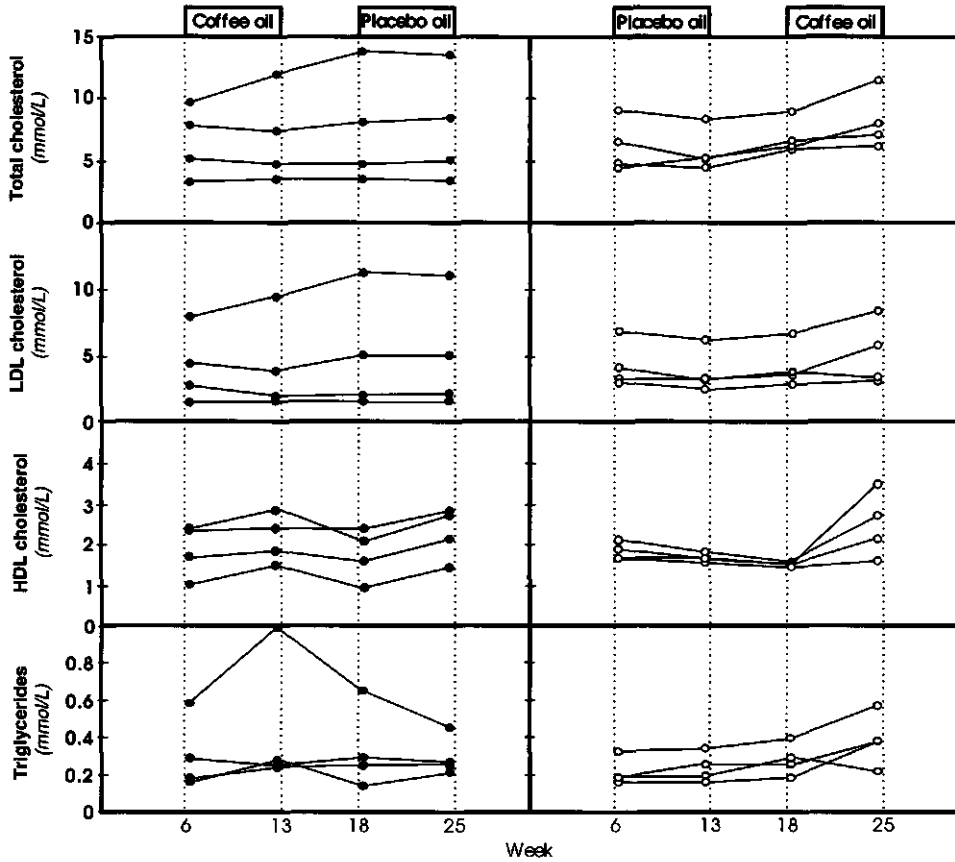 Coffee oil Placebo oil Placebo oil Coffee oil
Total cholesterol
(mmol/L)
15
10
5
0
LDL cholesterol
(mmol/L)
10
5
0
HDL cholesterol
(mmol/L)
4
3
2
1
0
Triglycerides
(mmol/L)
0.8
0.6
0.4
0.2
0
6 13 18 25 6 13 18 25
Week